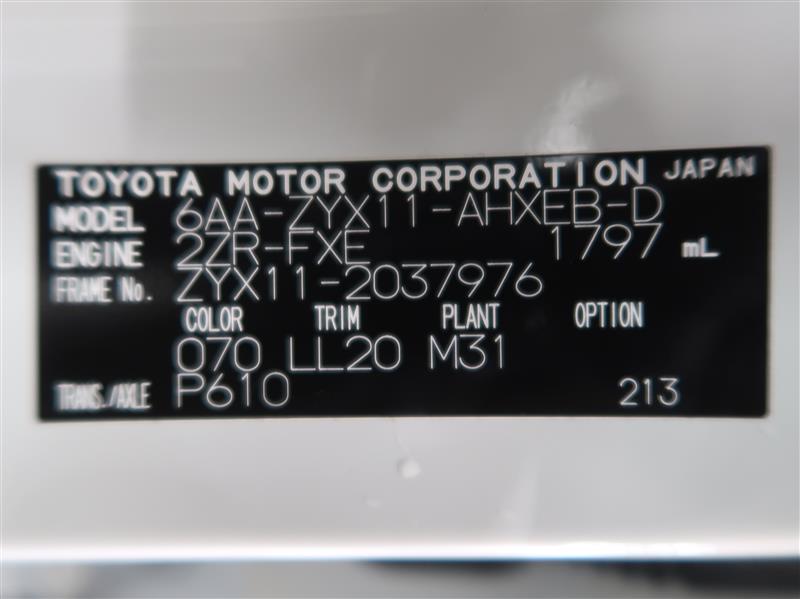 TOYOTA MOTOR CORPORATION JAPAN
MODEL 6AA-ZYX11-AHXEB-D
ENGINE 2ZR-FXE 1797 mL
FRAME No. ZYX11-2037976
COLOR TRIM PLANT OPTION
070 LL20 M31
TRANS./AXLE P610 213